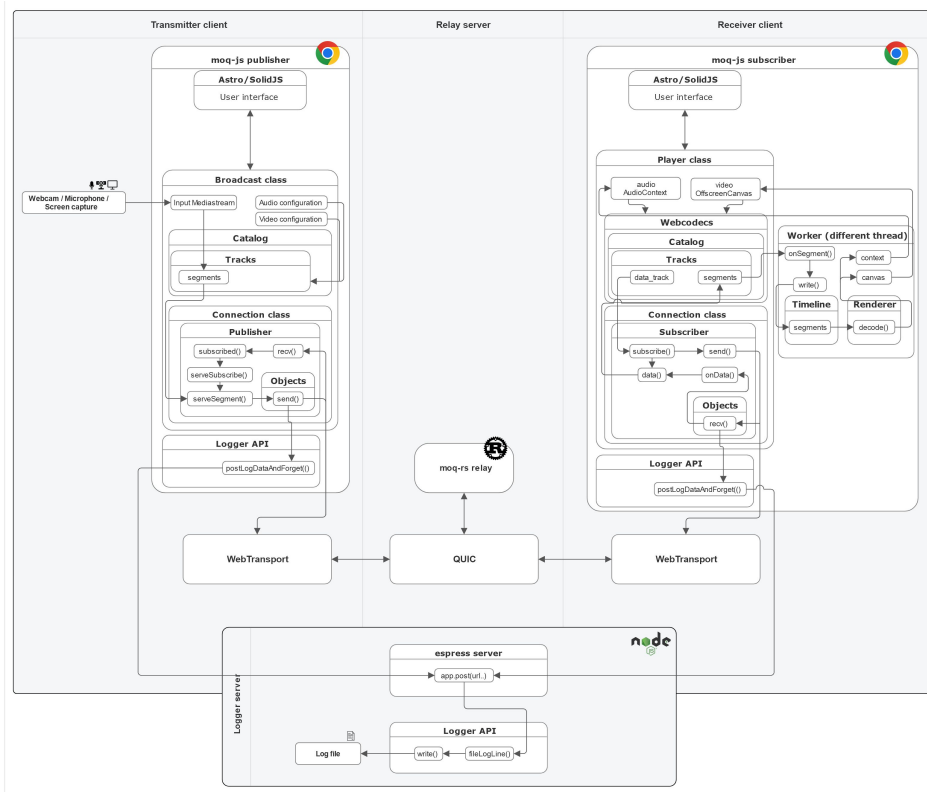 Transmitter client
Relay server
Receiver client
moq-js publisher
Astro/SolidJS
User interface
Webcam / Microphone /
Screen capture
Broadcast class
Input Mediastream
Audio configuration
Video configuration
Catalog
Tracks
segments
Connection class
Publisher
subscribed()
recv()
serveSubscribe()
Objects
serveSegment()
send()
Logger API
postLogDataAndForget()
WebTransport
moq-rs relay
QUIC
moq-js subscriber
Astro/SolidJS
User interface
Player class
audio
AudioContext
video
OffscreenCanvas
Webcodecs
Catalog
Tracks
data_track
segments
Worker (different thread)
onSegment()
context
canvas
write()
Timeline
Renderer
segments
decode()
Connection class
Subscriber
subscribe()
send()
data()
onData()
Objects
recv()
Logger API
postLogDataAndForget()
WebTransport
Logger server
node
JS
espress server
app.post(url..)
Logger API
Log file
write()
fileLogLine()